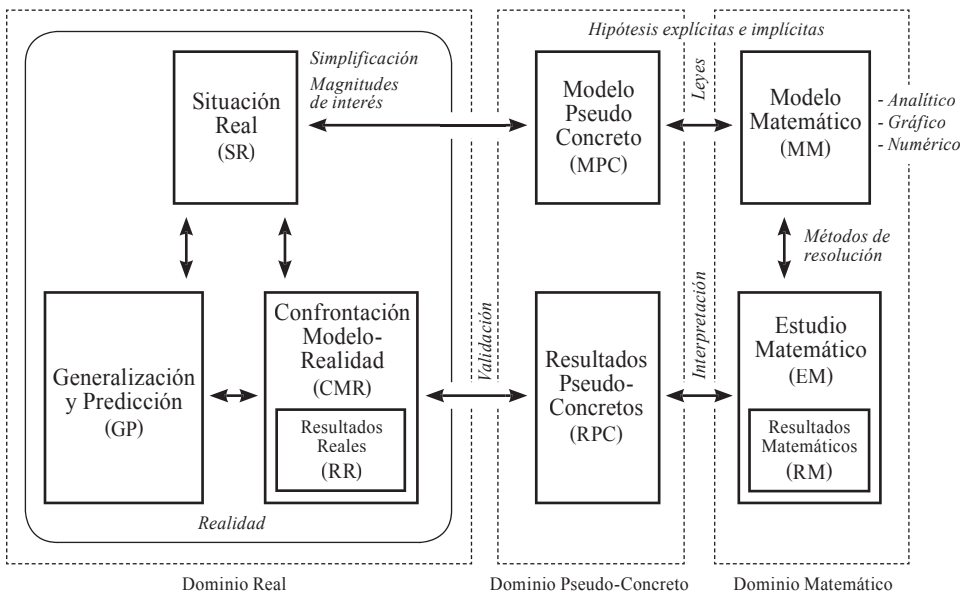 Hipótesis explícitas e implícitas
Situación
Real
(SR)
Simplificación
Magnitudes
de interés
Modelo
Pseudo
Concreto
(MPC)
Leyes
Modelo
Matemático
(MM)
- Analítico
- Gráfico
- Numérico
Métodos de
resolución
Generalización
y Predicción
(GP)
Confrontación
Modelo-
Realidad
(CMR)
Resultados
Reales
(RR)
Validación
Resultados
Pseudo-
Concretos
(RPC)
Interpretación
Estudio
Matemático
(EM)
Resultados
Matemáticos
(RM)
Realidad
Dominio Real
Dominio Pseudo-Concreto
Dominio Matemático